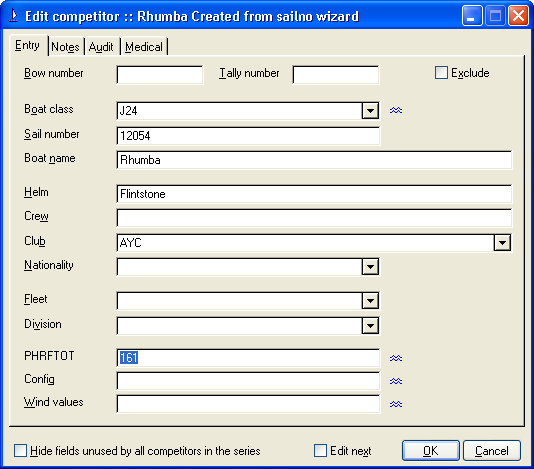 Edit competitor :: Rhumba Created from sailno wizard
Entry Notes Audit Medical
Bow number Tally number Exclude
Boat class J24
Sail number 12054
Boat name Rhumba
Helm Flintstone
Crew
Club AYC
Nationality
Fleet
Division
PHRFTOT 161
Config
Wind values
Hide fields unused by all competitors in the series Edit next OK Cancel